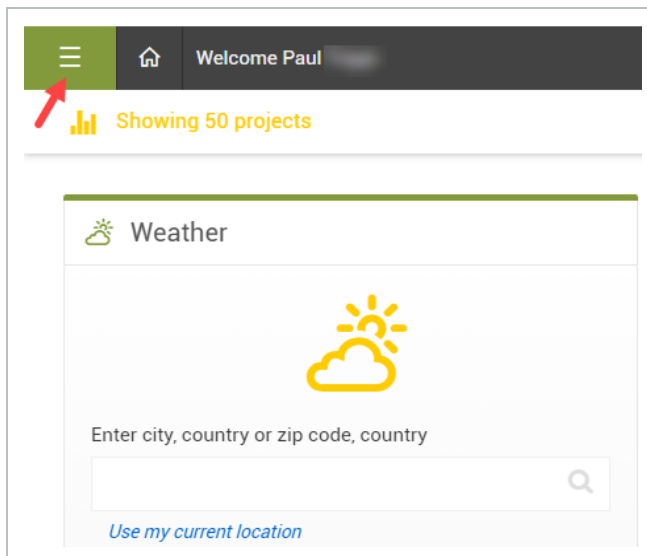 Welcome Paul
Showing 50 projects
Weather
Enter city, country or zip code, country
Use my current location